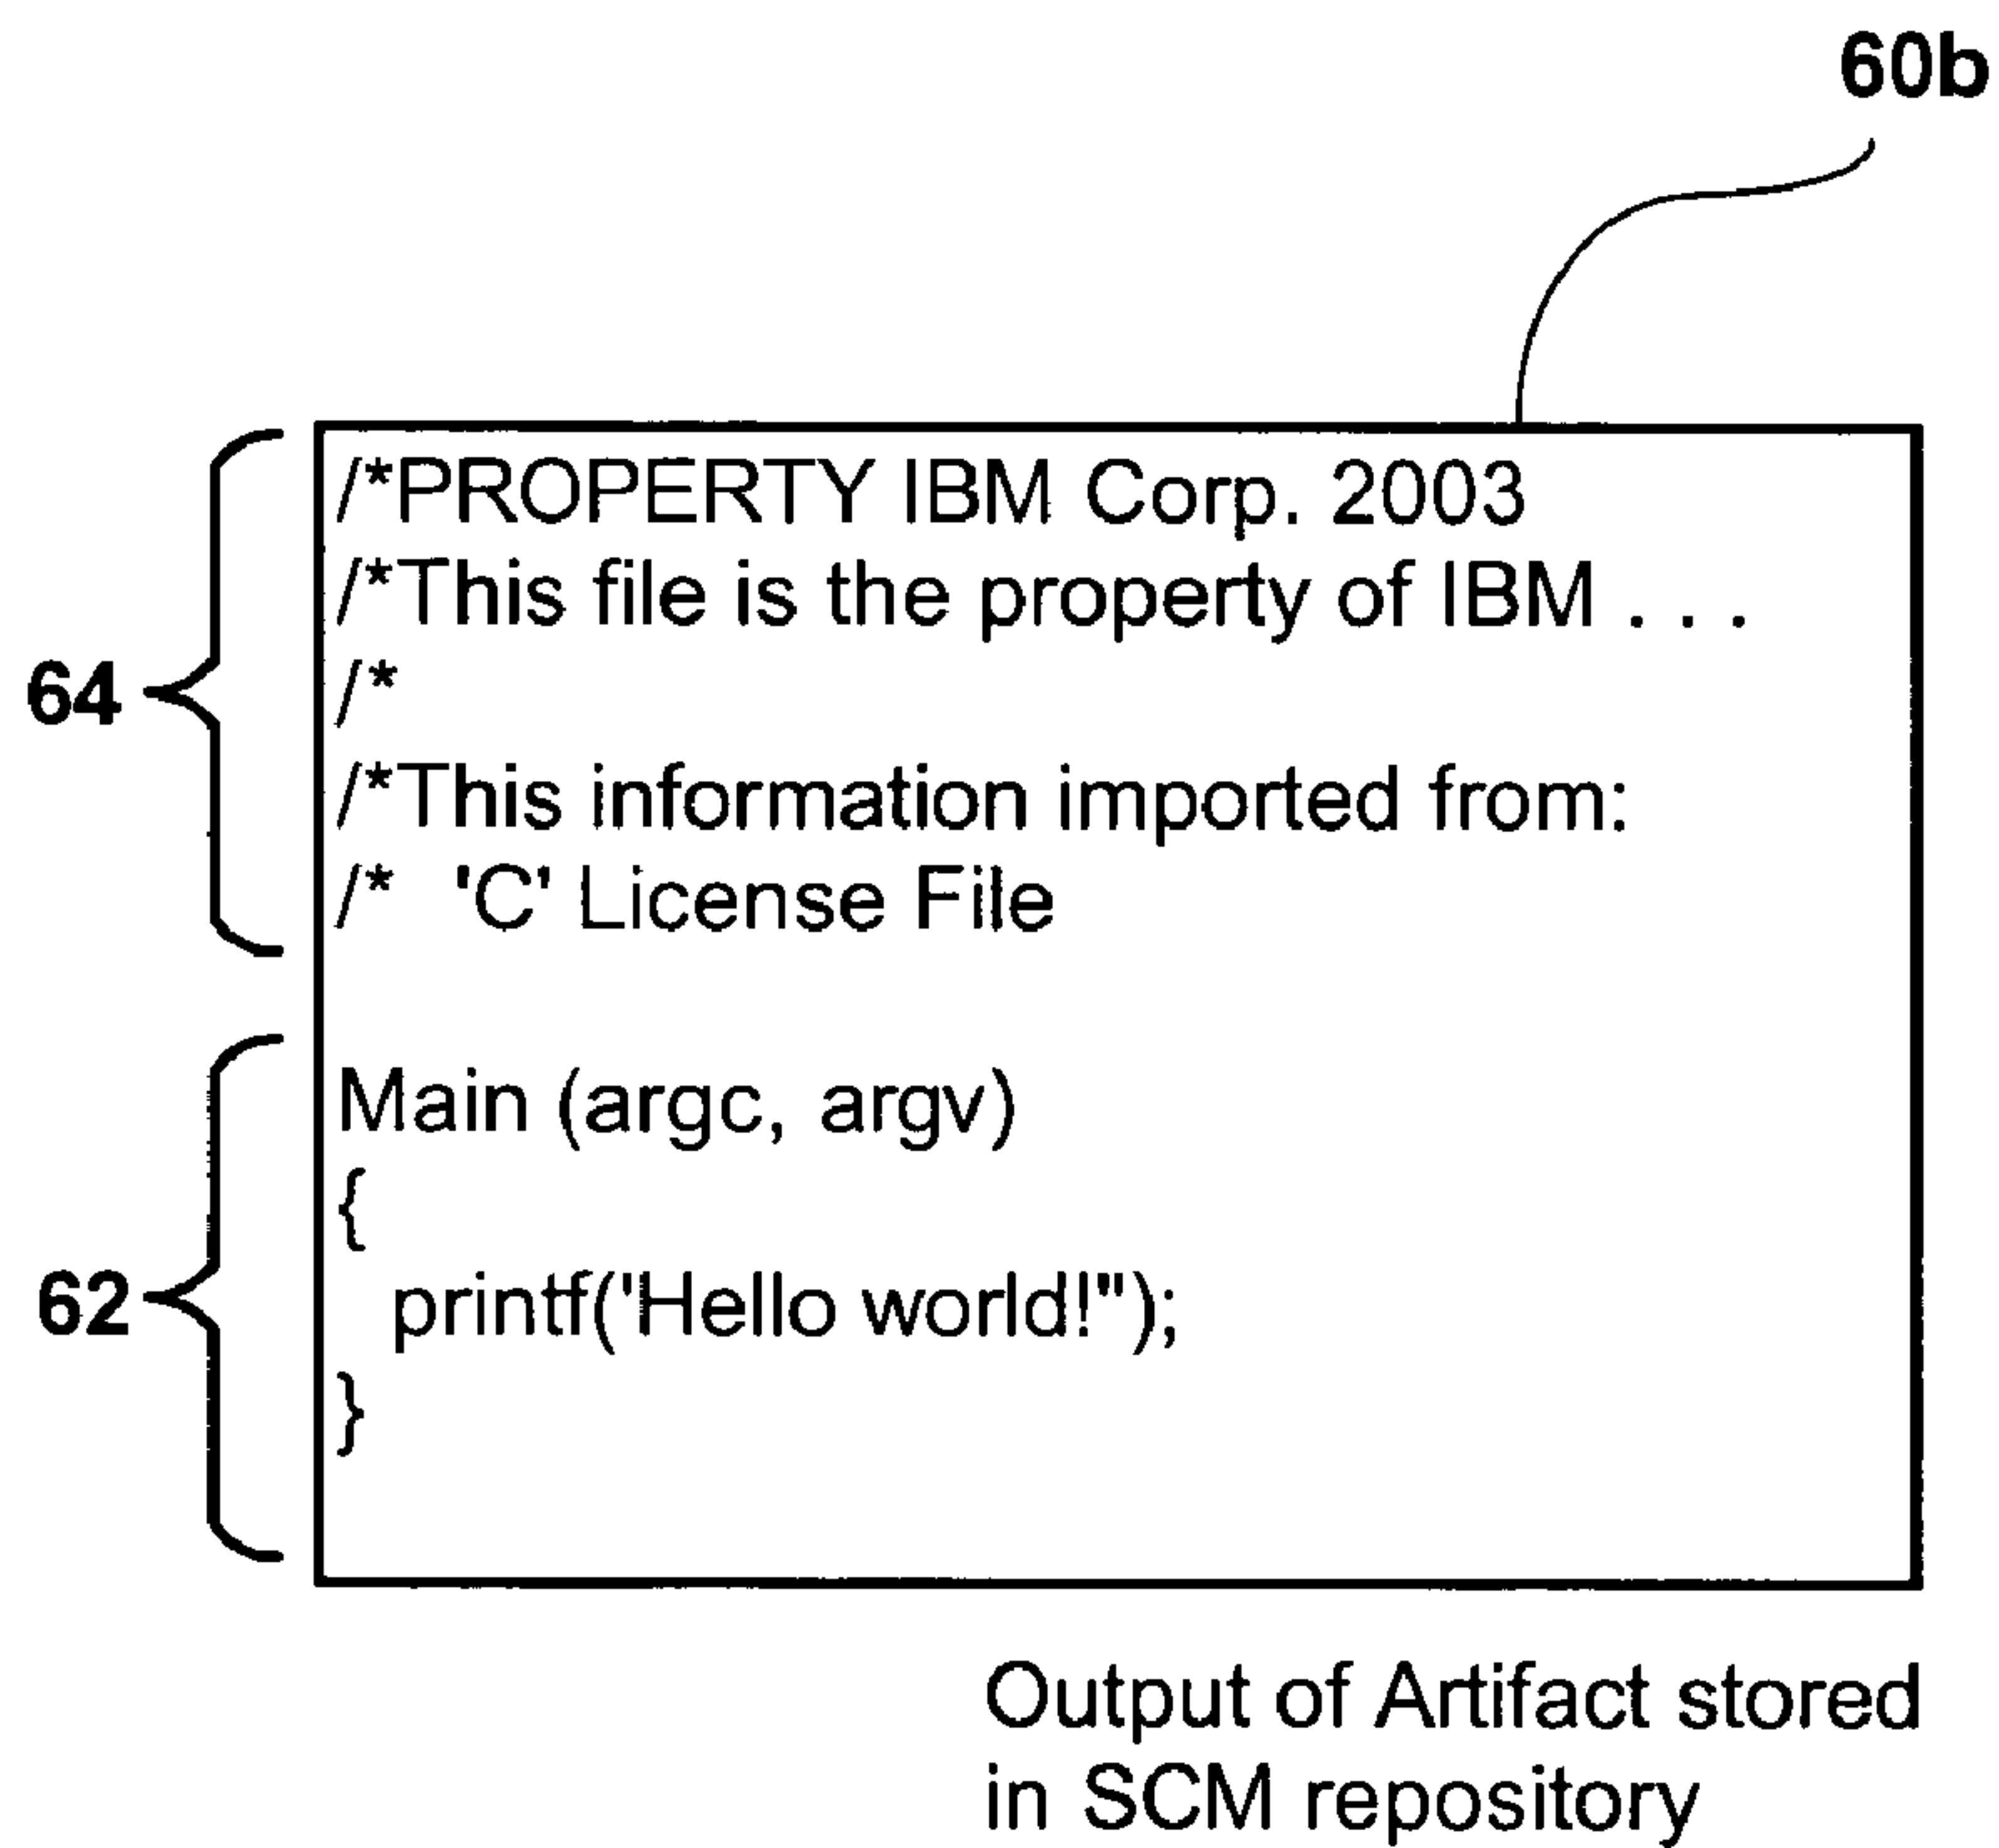 60b
/*PROPERTY IBM Corp. 2003
/*This file is the property of IBM . . .
/*
/*This information imported from:
/* 'C' License File
64
Main (argc, argv)
{
printf('Hello world!");
}
62
Output of Artifact stored
in SCM repository